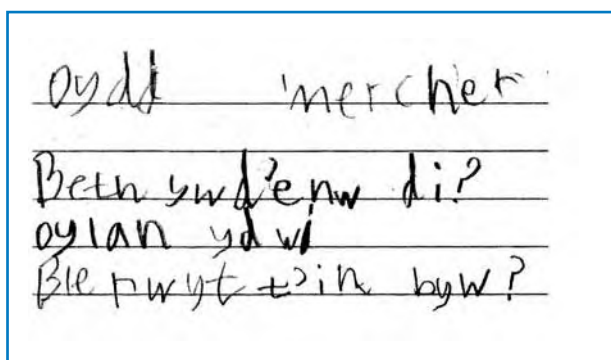 Dydd mercher
Beth ywd'enw di?
Dylan ydwi
Ble rwyt t'in byw?